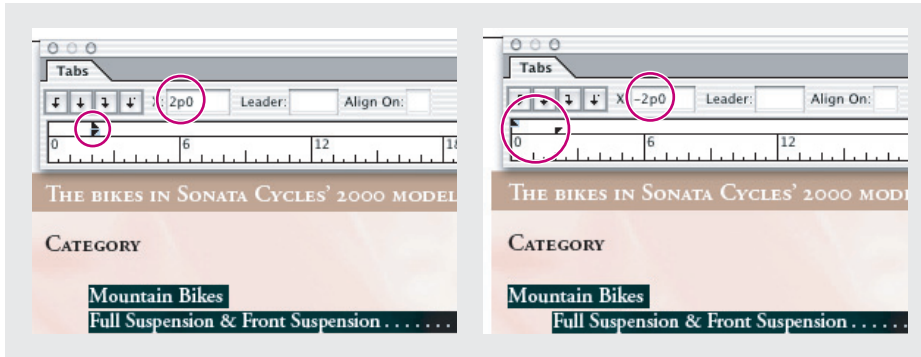 Tabs
X: 2p0 Leader: Align On:
0 6 12 18
THE BIKES IN SONATA CYCLES' 2000 MODEL
CATEGORY
Mountain Bikes
Full Suspension & Front Suspension . . . . . . .
Tabs
X: -2p0 Leader: Align On:
0 6 12
THE BIKES IN SONATA CYCLES' 2000 MODE
CATEGORY
Mountain Bikes
Full Suspension & Front Suspension . . . . .